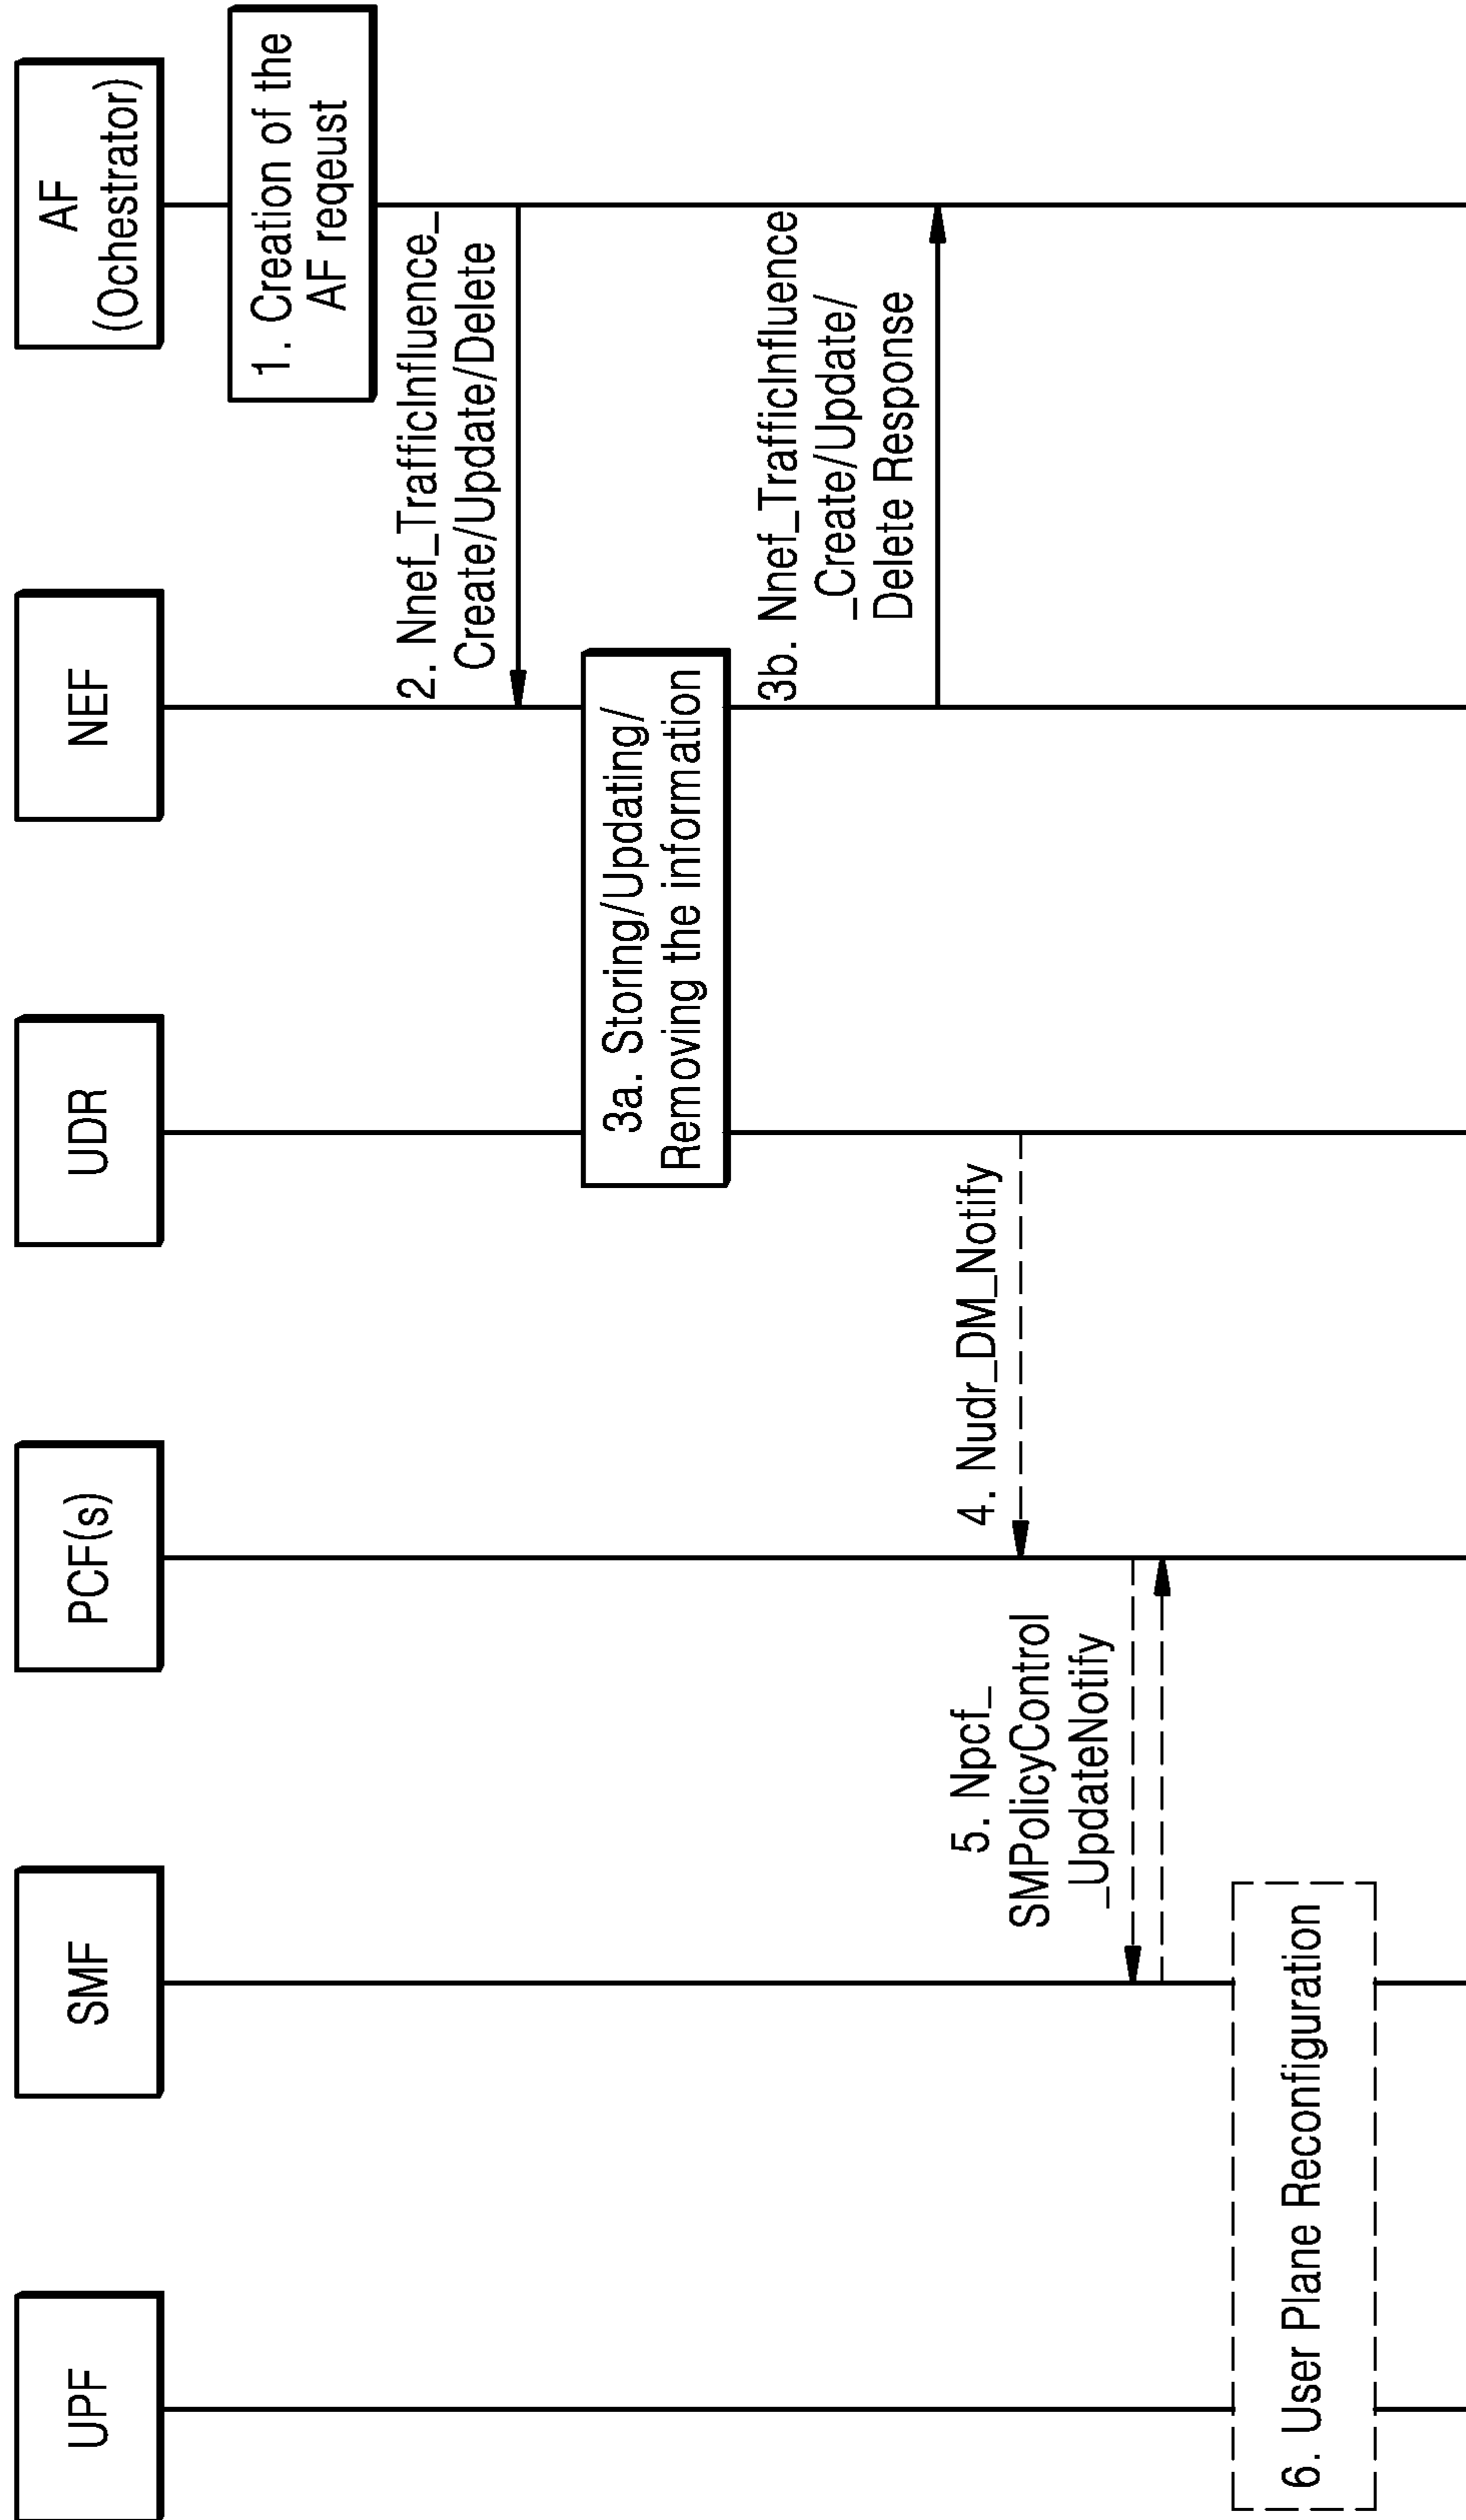 UPF
SMF
PCF(s)
UDR
NEF
AF
(Ochestrator)
1. Creation of the
AF reqeust
2. Nnef_TrafficInfluence_
Create/Update/Delete
3a. Storing/Updating/
Removing the information
3b. Nnef_TrafficInfluence
_Create/Update/
Delete Response
4. Nudr_DM_Notify
5. Npcf_
SMPolicyControl
_UpdateNotify
6. User Plane Reconfiguration